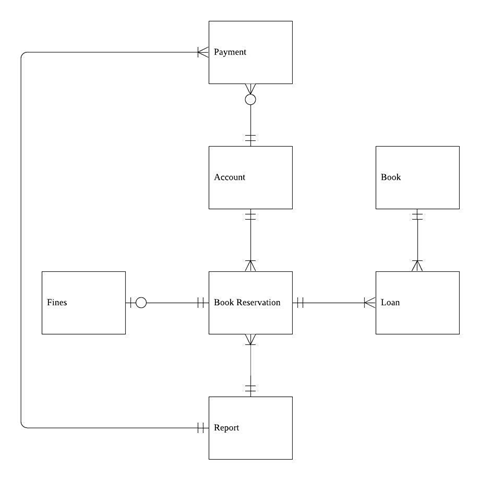 Payment
Account
Book
Fines
Book Reservation
Loan
Report